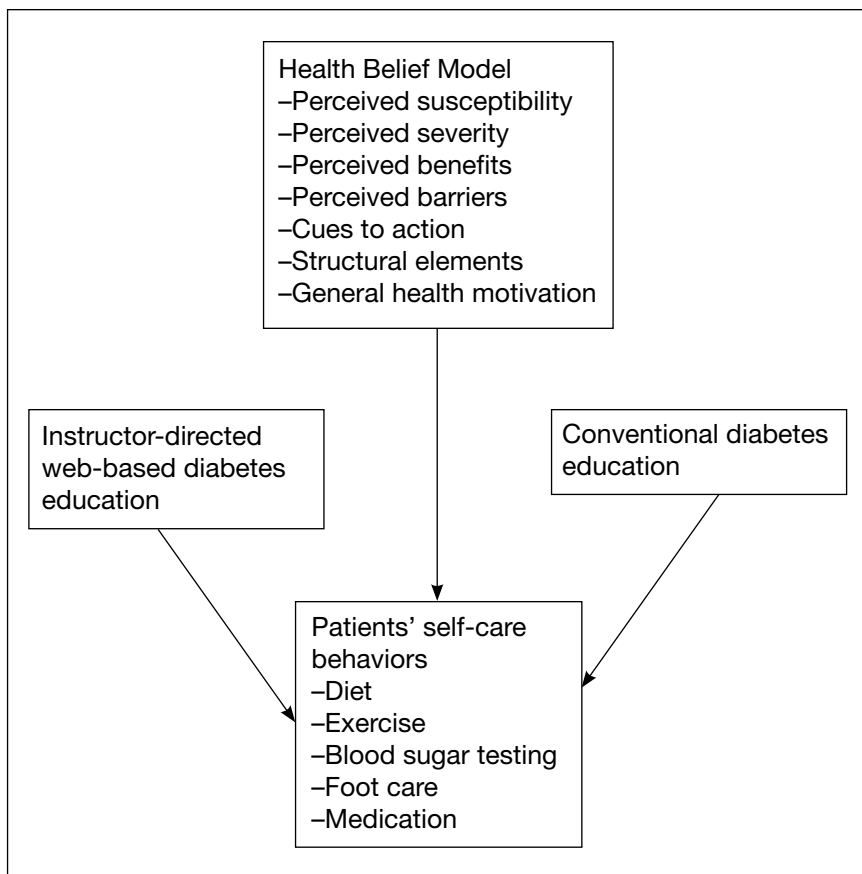 Health Belief Model
–Perceived susceptibility
–Perceived severity
–Perceived benefits
–Perceived barriers
–Cues to action
–Structural elements
–General health motivation
Instructor-directed
web-based diabetes
education
Conventional diabetes
education
Patients’ self-care
behaviors
–Diet
–Exercise
–Blood sugar testing
–Foot care
–Medication